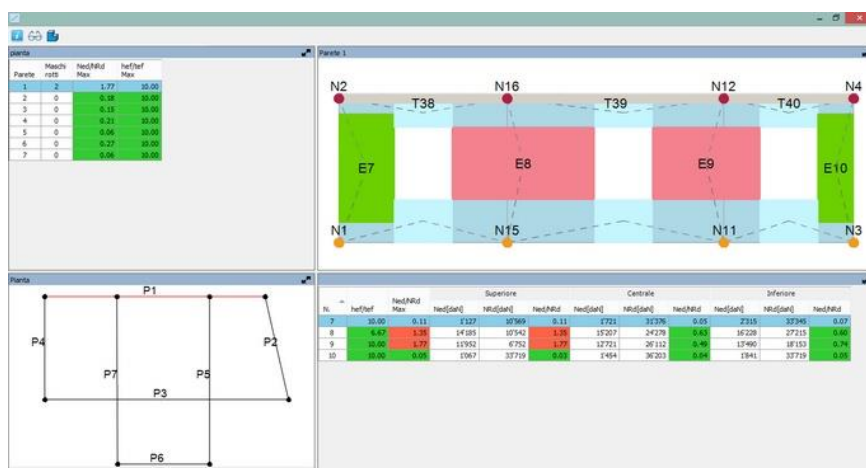 pianta
Parete Maschi rotti Ned/NRd Max hef/tef Max
1 2 1.77 10.00
2 0 0.18 10.00
3 0 0.15 10.00
4 0 0.21 10.00
5 0 0.06 10.00
6 0 0.27 10.00
7 0 0.06 10.00
Parete 1
N2 N16 N12 N4
T38 T39 T40
E7 E8 E9 E10
N1 N15 N11 N3
Pianta
P1
P4 P2
P7 P5
P3
P6
Superiore Centrale Inferiore
N. hef/tef Ned/NRd Max Ned[daN] NRd[daN] Ned/NRd Ned[daN] NRd[daN] Ned/NRd Ned[daN] NRd[daN] Ned/NRd
7 10.00 0.11 1'127 10'569 0.11 1'721 31'376 0.05 2'315 33'345 0.07
8 6.67 1.35 14'185 10'542 1.35 15'207 24'278 0.63 16'228 27'215 0.60
9 10.00 1.77 11'952 6'752 1.77 12'721 26'112 0.49 13'490 18'153 0.74
10 10.00 0.05 1'067 33'719 0.03 1'454 36'203 0.04 1'841 33'719 0.05